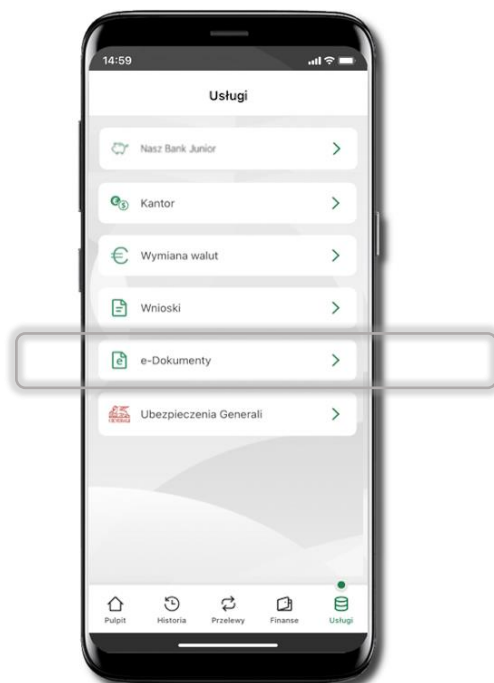 14:59
Usługi
Nasz Bank Junior
Kantor
Wymiana walut
Wnioski
e-Dokumenty
Ubezpieczenia Generali
Pulpit Historia Przelewy Finanse Usługi